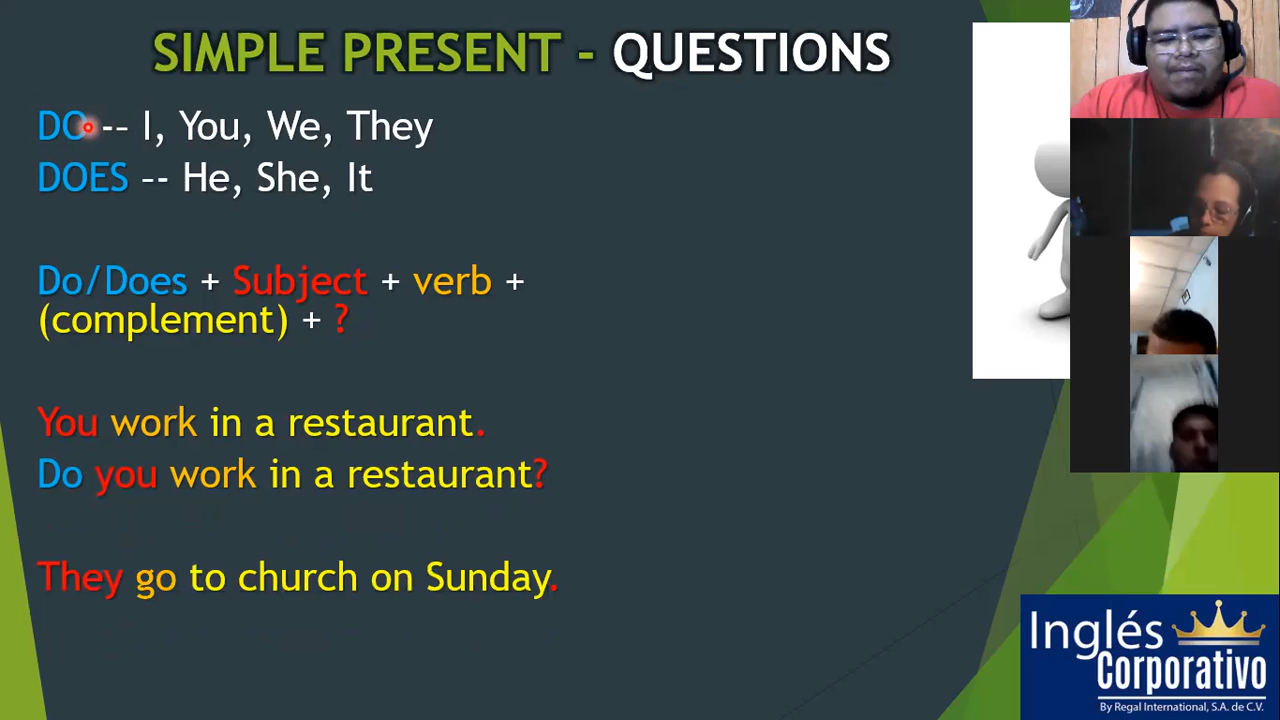 SIMPLE PRESENT - QUESTIONS
DO -- I, You, We, They
DOES -- He, She, It
Do/Does + Subject + verb +
(complement) + ?
You work in a restaurant.
Do you work in a restaurant?
They go to church on Sunday.
Inglés
Corporativo
By Regal International, S.A. de C.V.